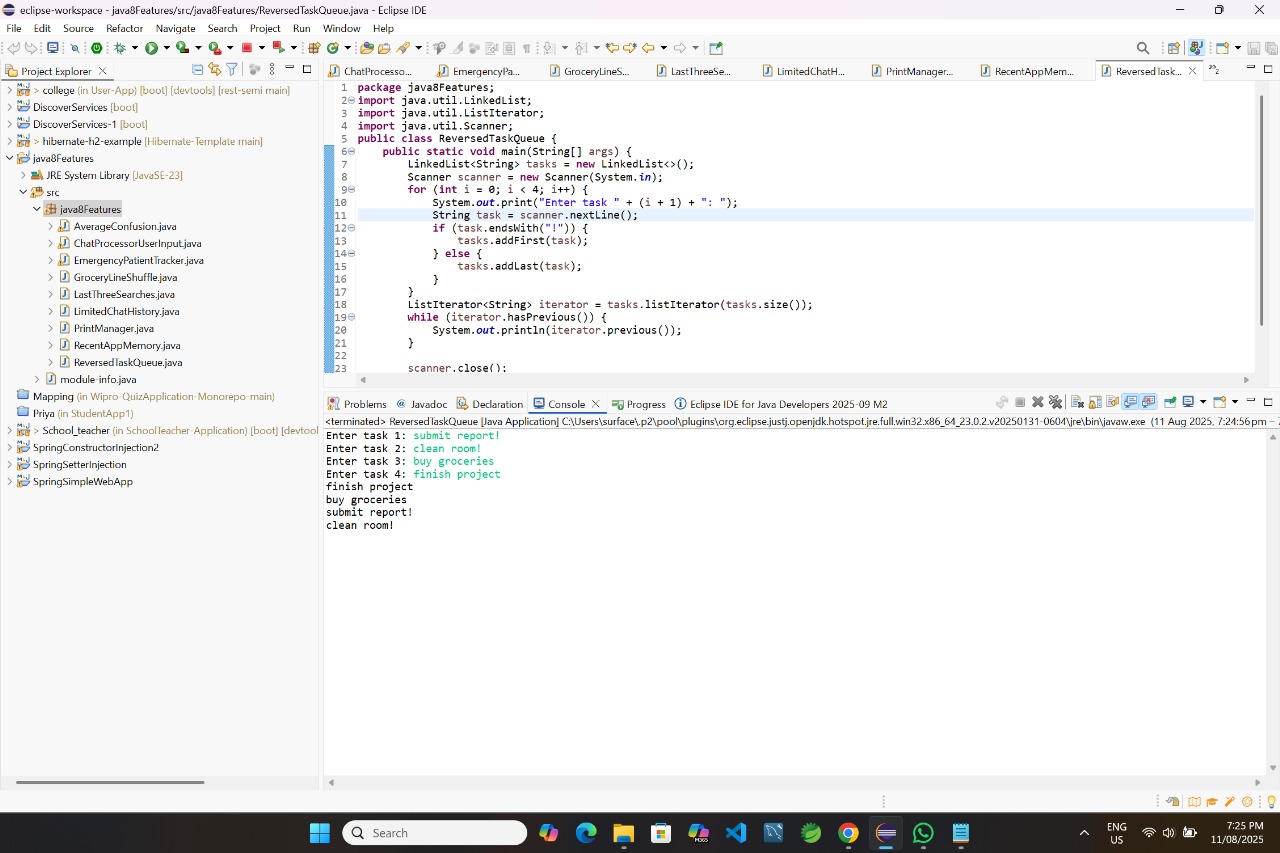 eclipse-workspace - java8Features/src/java8Features/ReversedTaskQueue.java - Eclipse IDE
File Edit Source Refactor Navigate Search Project Run Window Help
Project Explorer
> college (in User-App) [boot] [devtools] [rest-semi main]
DiscoverServices [boot]
DiscoverServices-1 [boot]
> hibernate-h2-example [Hibernate-Template main]
java8Features
JRE System Library [JavaSE-23]
src
java8Features
AverageConfusion.java
ChatProcessorUserInput.java
EmergencyPatientTracker.java
GroceryLineShuffle.java
LastThreeSearches.java
LimitedChatHistory.java
PrintManager.java
RecentAppMemory.java
ReversedTaskQueue.java
module-info.java
Mapping (in Wipro-QuizApplication-Monorepo-main)
Priya (in StudentApp1)
> School_teacher (in SchoolTeacher-Application) [boot] [devtool
SpringConstructorInjection2
SpringSetterInjection
SpringSimpleWebApp
ChatProcesso... EmergencyPa... GroceryLineS... LastThreeSe... LimitedChatH... PrintManager... RecentAppMem... ReversedTask... 2
1 package java8Features;
2 import java.util.LinkedList;
3 import java.util.ListIterator;
4 import java.util.Scanner;
5 public class ReversedTaskQueue {
6 public static void main(String[] args) {
7 LinkedList<String> tasks = new LinkedList<>();
8 Scanner scanner = new Scanner(System.in);
9 for (int i = 0; i < 4; i++) {
10 System.out.print("Enter task " + (i + 1) + ": ");
11 String task = scanner.nextLine();
12 if (task.endsWith("!")) {
13 tasks.addFirst(task);
14 } else {
15 tasks.addLast(task);
16 }
17 }
18 ListIterator<String> iterator = tasks.listIterator(tasks.size());
19 while (iterator.hasPrevious()) {
20 System.out.println(iterator.previous());
21 }
22
23 scanner.close();
Problems Javadoc Declaration Console Progress Eclipse IDE for Java Developers 2025-09 M2
<terminated> ReversedTaskQueue [Java Application] C:\Users\surface\.p2\pool\plugins\org.eclipse.justj.openjdk.hotspot.jre.full.win32.x86_64_23.0.2.v20250131-0604\jre\bin\javaw.exe (11 Aug 2025, 7:24:56 pm –
Enter task 1: submit report!
Enter task 2: clean room!
Enter task 3: buy groceries
Enter task 4: finish project
finish project
buy groceries
submit report!
clean room!
Search
M365
ENG
US
7:25 PM
11/08/2025